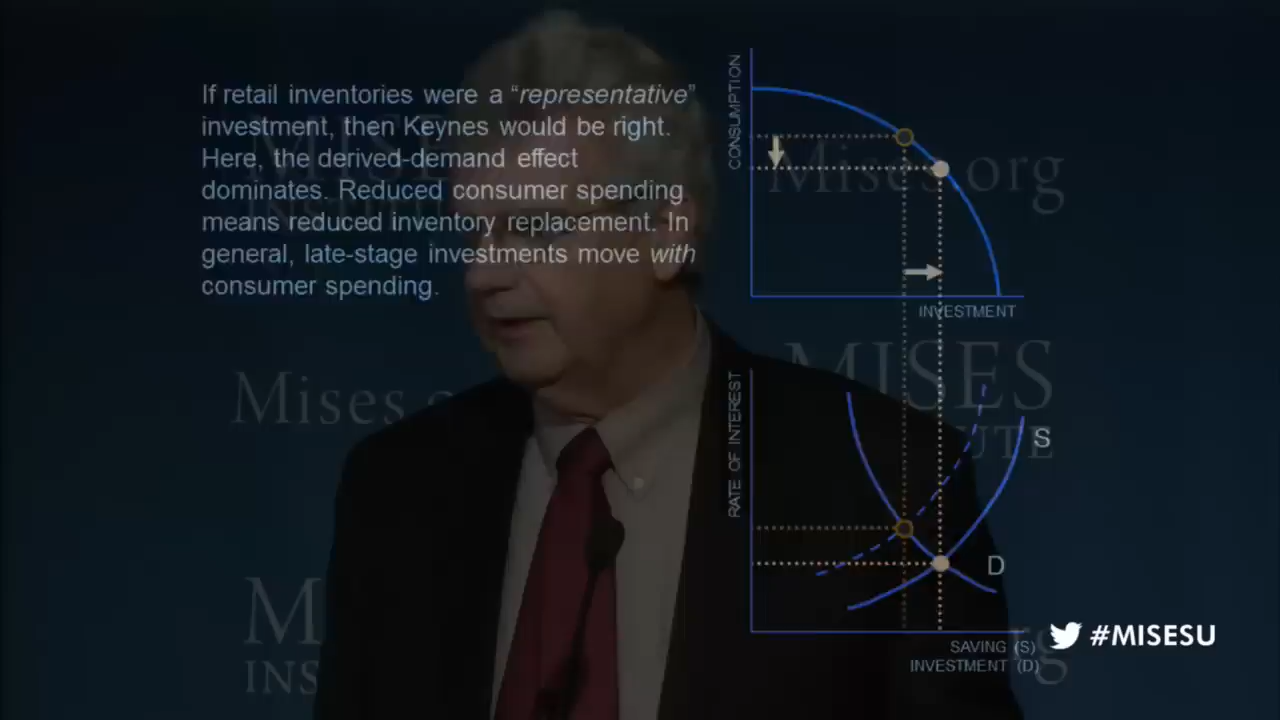 If retail inventories were a “representative”
investment, then Keynes would be right.
Here, the derived-demand effect
dominates. Reduced consumer spending
means reduced inventory replacement. In
general, late-stage investments move with
consumer spending.
CONSUMPTION
INVESTMENT
RATE OF INTEREST
S
D
SAVING (S)
INVESTMENT (D)
#MISESU
Mises.org
MISES
Mises